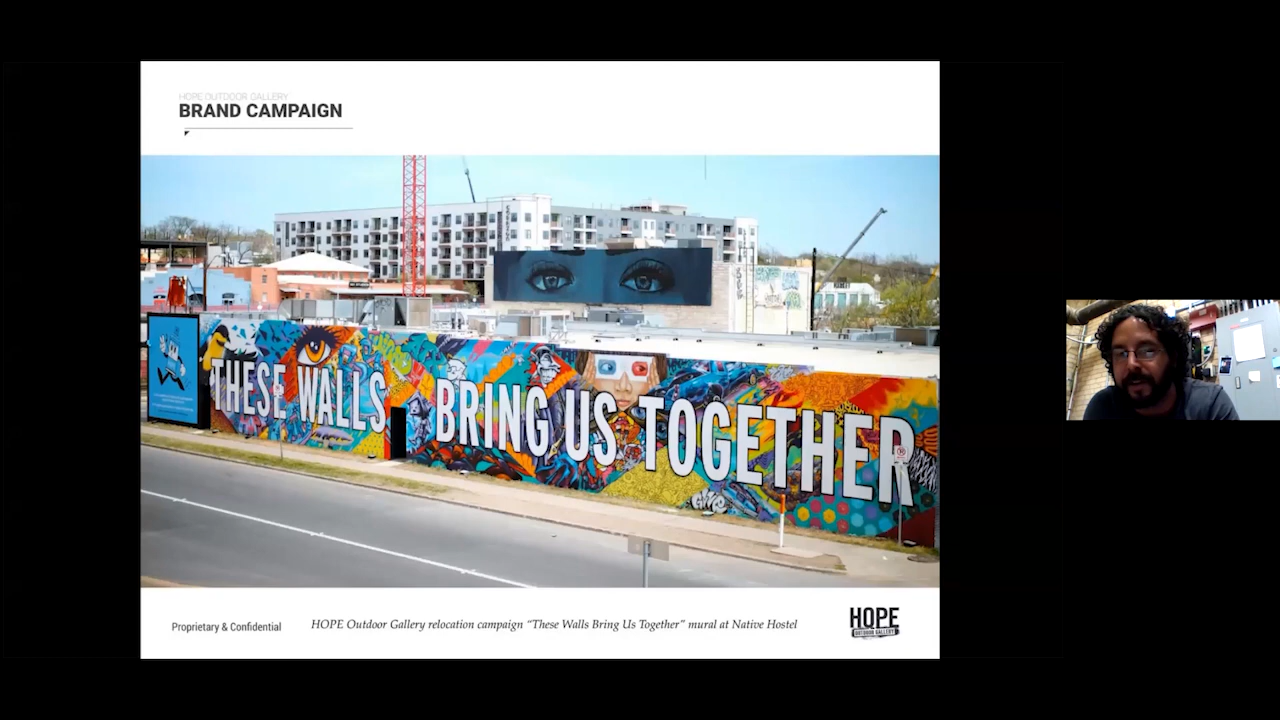 HOPE OUTDOOR GALLERY
BRAND CAMPAIGN
THESE WALLS BRING US TOGETHER
Proprietary & Confidential
HOPE Outdoor Gallery relocation campaign “These Walls Bring Us Together” mural at Native Hostel
HOPE
OUTDOOR GALLERY